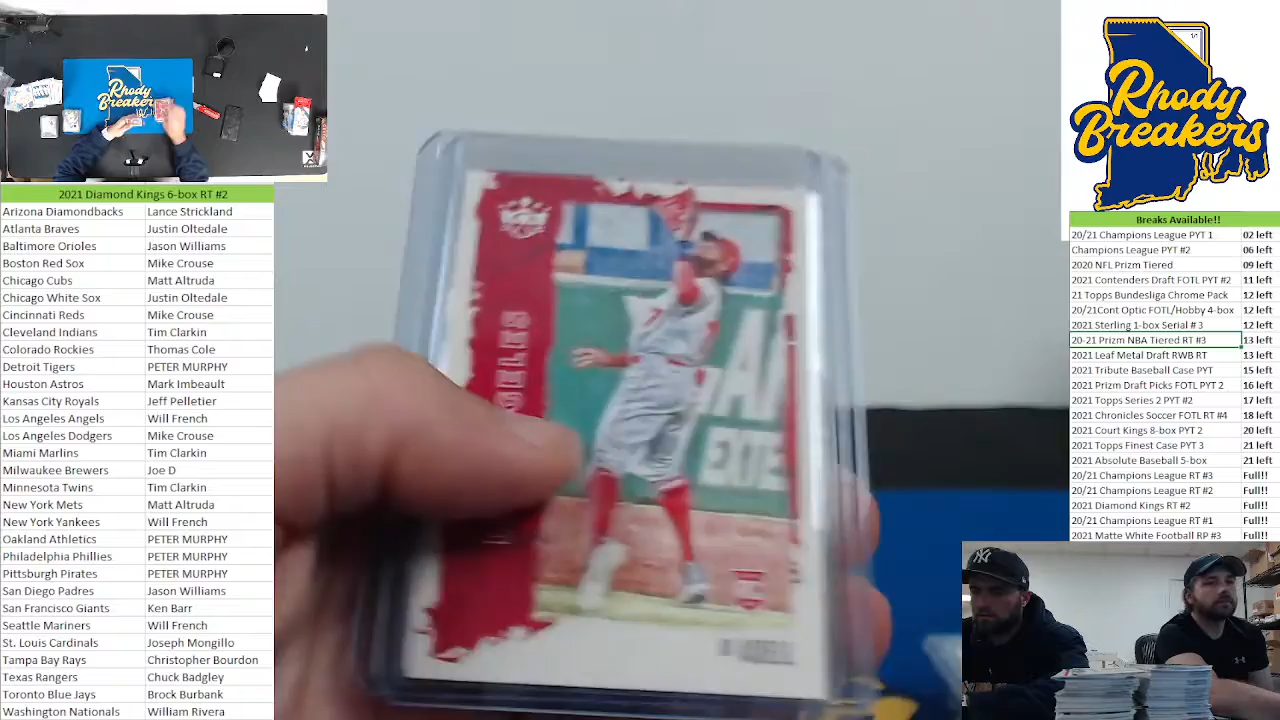 Rhody
Breakers
2021 Diamond Kings 6-box RT #2
Arizona Diamondbacks Lance Strickland
Atlanta Braves Justin Oltedale
Baltimore Orioles Jason Williams
Boston Red Sox Mike Crouse
Chicago Cubs Matt Altruda
Chicago White Sox Justin Oltedale
Cincinnati Reds Mike Crouse
Cleveland Indians Tim Clarkin
Colorado Rockies Thomas Cole
Detroit Tigers PETER MURPHY
Houston Astros Mark Imbeault
Kansas City Royals Jeff Pelletier
Los Angeles Angels Will French
Los Angeles Dodgers Mike Crouse
Miami Marlins Tim Clarkin
Milwaukee Brewers Joe D
Minnesota Twins Tim Clarkin
New York Mets Matt Altruda
New York Yankees Will French
Oakland Athletics PETER MURPHY
Philadelphia Phillies PETER MURPHY
Pittsburgh Pirates PETER MURPHY
San Diego Padres Jason Williams
San Francisco Giants Ken Barr
Seattle Mariners Will French
St. Louis Cardinals Joseph Mongillo
Tampa Bay Rays Christopher Bourdon
Texas Rangers Chuck Badgley
Toronto Blue Jays Brock Burbank
Washington Nationals William Rivera
EXTE
1/1
Rhody
Breakers
Breaks Available!!
20/21 Champions League PYT 1 02 left
Champions League PYT #2 06 left
2020 NFL Prizm Tiered 09 left
2021 Contenders Draft FOTL PYT #2 11 left
21 Topps Bundesliga Chrome Pack 12 left
20/21Cont Optic FOTL/Hobby 4-box 12 left
2021 Sterling 1-box Serial # 3 12 left
20-21 Prizm NBA Tiered RT #3 13 left
2021 Leaf Metal Draft RWB RT 13 left
2021 Tribute Baseball Case PYT 15 left
2021 Prizm Draft Picks FOTL PYT 2 16 left
2021 Topps Series 2 PYT #2 17 left
2021 Chronicles Soccer FOTL RT #4 18 left
2021 Court Kings 8-box PYT 2 20 left
2021 Topps Finest Case PYT 3 21 left
2021 Absolute Baseball 5-box 21 left
20/21 Champions League RT #3 Full!!
20/21 Champions League RT #2 Full!!
2021 Diamond Kings RT #2 Full!!
20/21 Champions League RT #1 Full!!
2021 Matte White Football RP #3 Full!!